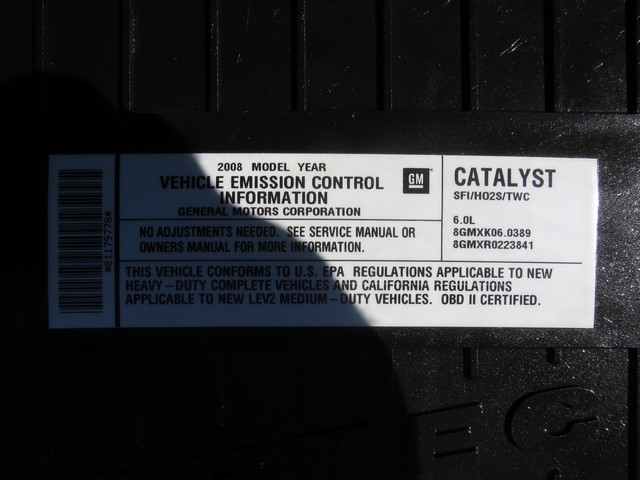 2008 MODEL YEAR
VEHICLE EMISSION CONTROL
INFORMATION
GENERAL MOTORS CORPORATION
GM
NO ADJUSTMENTS NEEDED. SEE SERVICE MANUAL OR
OWNERS MANUAL FOR MORE INFORMATION.
CATALYST
SFI/HO2S/TWC
6.0L
8GMXK06.0389
8GMXR0223841
THIS VEHICLE CONFORMS TO U.S. EPA REGULATIONS APPLICABLE TO NEW
HEAVY-DUTY COMPLETE VEHICLES AND CALIFORNIA REGULATIONS
APPLICABLE TO NEW LEV2 MEDIUM-DUTY VEHICLES. OBD II CERTIFIED.
*81179778*